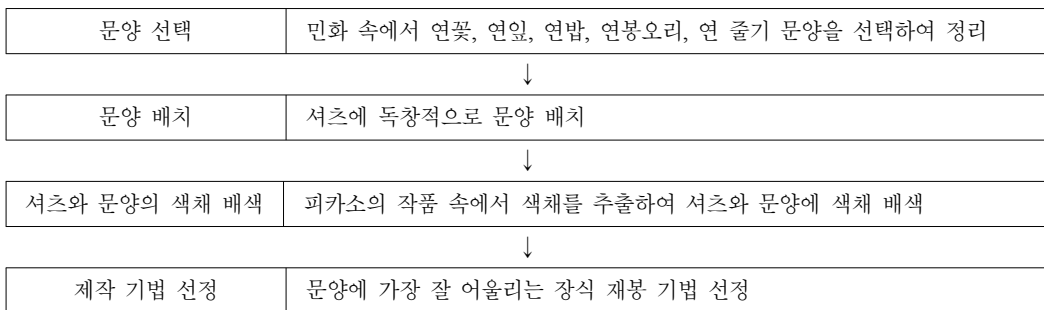 문양 선택 민화 속에서 연꽃, 연잎, 연밥, 연봉오리, 연 줄기 문양을 선택하여 정리
↓
문양 배치 셔츠에 독창적으로 문양 배치
↓
셔츠와 문양의 색채 배색 피카소의 작품 속에서 색채를 추출하여 셔츠와 문양에 색채 배색
↓
제작 기법 선정 문양에 가장 잘 어울리는 장식 재봉 기법 선정